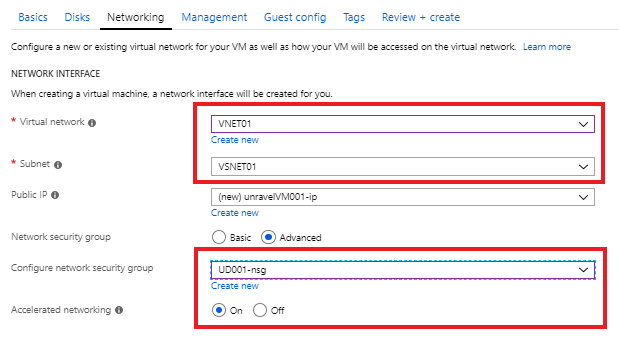 Basics Disks Networking Management Guest config Tags Review + create
Configure a new or existing virtual network for your VM as well as how your VM will be accessed on the virtual network. Learn more
NETWORK INTERFACE
When creating a virtual machine, a network interface will be created for you.
* Virtual network VNET01
Create new
* Subnet VSNET01
Public IP (new) unravelVM001-ip
Create new
Network security group Basic Advanced
Configure network security group UD001-nsg
Create new
Accelerated networking On Off